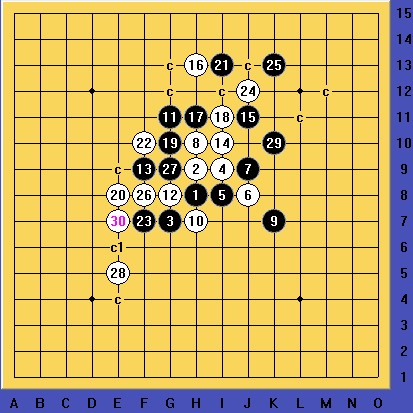 15
14
c 16 21 c 25 13
c c 24 c 12
11 17 18 15 c 11
22 19 8 14 29 10
c 13 27 2 4 7 9
20 26 12 1 5 6 8
30 23 3 10 9 7
c1 6
28 5
c 4
3
2
1
A B C D E F G H I J K L M N O